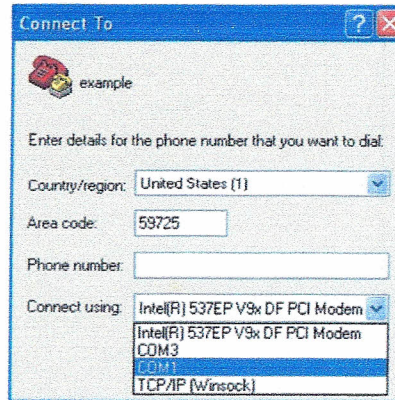 Connect To
example
Enter details for the phone number that you want to dial:
Country/region: United States (1)
Area code: 59725
Phone number:
Connect using: Intel(R) 537EP V9x DF PCI Modem
Intel(R) 537EP V9x DF PCI Modem
COM3
COM1
TCP/IP (Winsock)